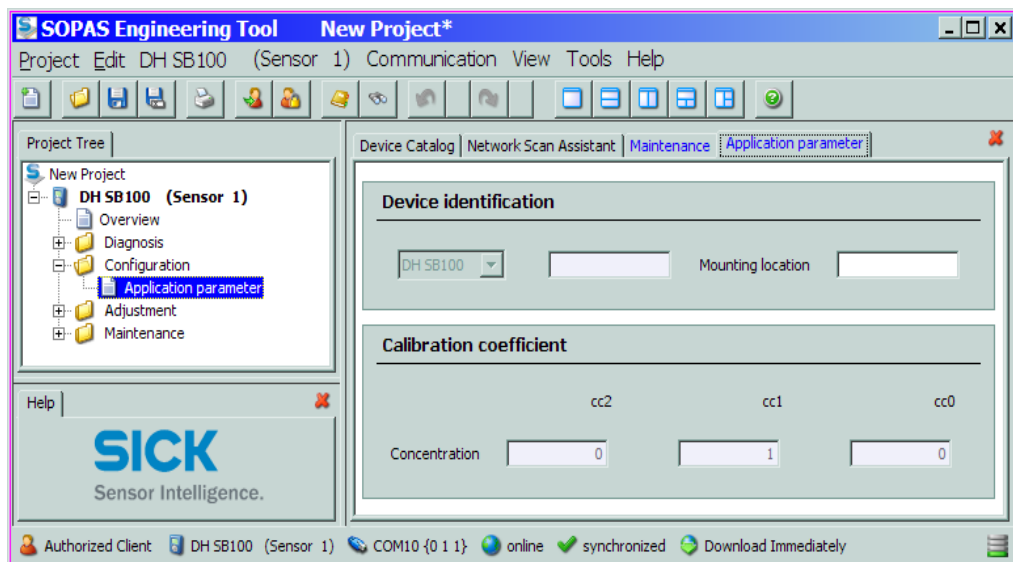 SOPAS Engineering Tool New Project*
Project Edit DH SB100 (Sensor 1) Communication View Tools Help
Project Tree
New Project
DH SB100 (Sensor 1)
Overview
Diagnosis
Configuration
Application parameter
Adjustment
Maintenance
Help
SICK
Sensor Intelligence.
Device Catalog Network Scan Assistant Maintenance Application parameter
Device identification
DH SB100 Mounting location
Calibration coefficient
cc2 cc1 cc0
Concentration 0 1 0
Authorized Client DH SB100 (Sensor 1) COM10 {0 1 1} online synchronized Download Immediately